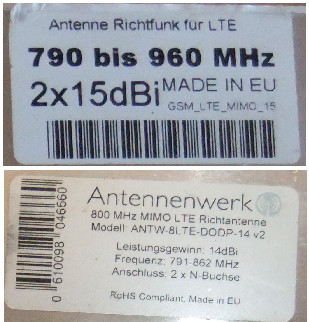 Antenne Richtfunk für LTE
790 bis 960 MHz
2x15dBi MADE IN EU
GSM_LTE_MIMO_15
Antennenwerk
800 MHz MIMO LTE Richtantenne
Modell: ANTW-8LTE-DODP-14 v2
Leistungsgewinn: 14dBi
Frequenz: 791-862 MHz
Anschluss: 2 x N-Buchse
RoHS Compliant, Made in EU
0 610098 046660